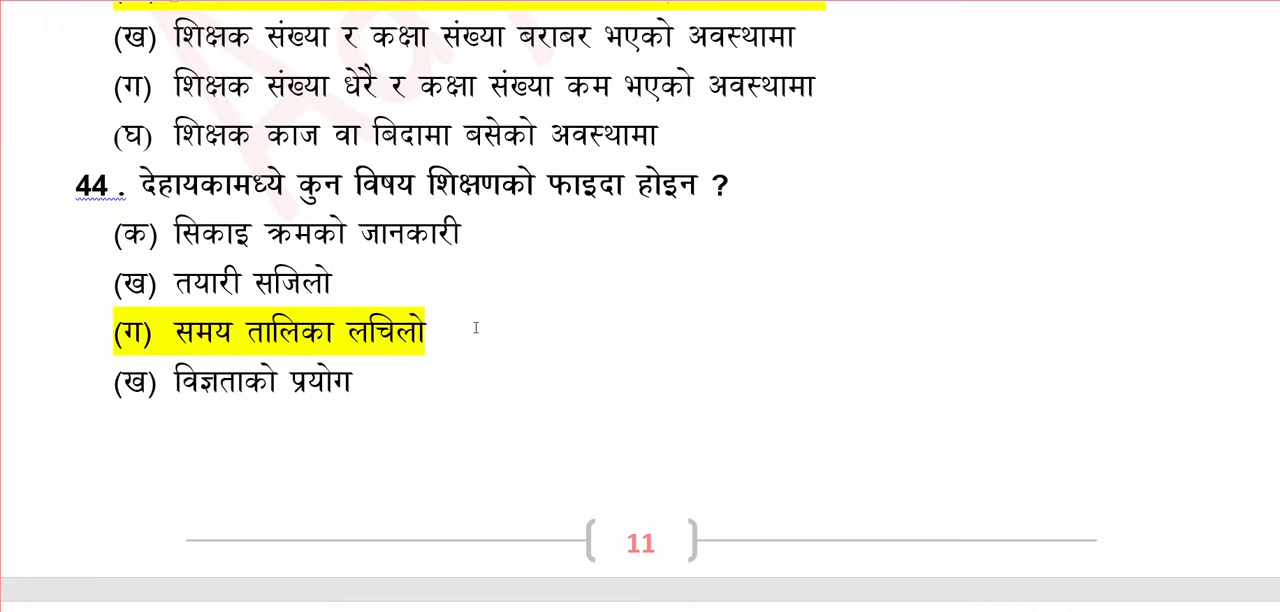 (ख) शिक्षक संख्या र कक्षा संख्या बराबर भएको अवस्थामा
(ग) शिक्षक संख्या धेरै र कक्षा संख्या कम भएको अवस्थामा
(घ) शिक्षक काज वा बिदामा बसेको अवस्थामा
44 . देहायकामध्ये कुन विषय शिक्षणको फाइदा होइन ?
(क) सिकाइ क्रमको जानकारी
(ख) तयारी सजिलो
(ग) समय तालिका लचिलो
(ख) विज्ञताको प्रयोग
11